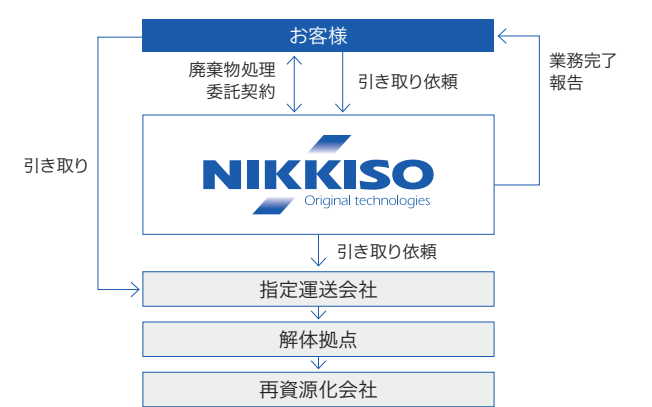 お客様
廃棄物処理
委託契約
引き取り依頼
業務完了
報告
引き取り
NIKKISO
Original technologies
引き取り依頼
指定運送会社
解体拠点
再資源化会社